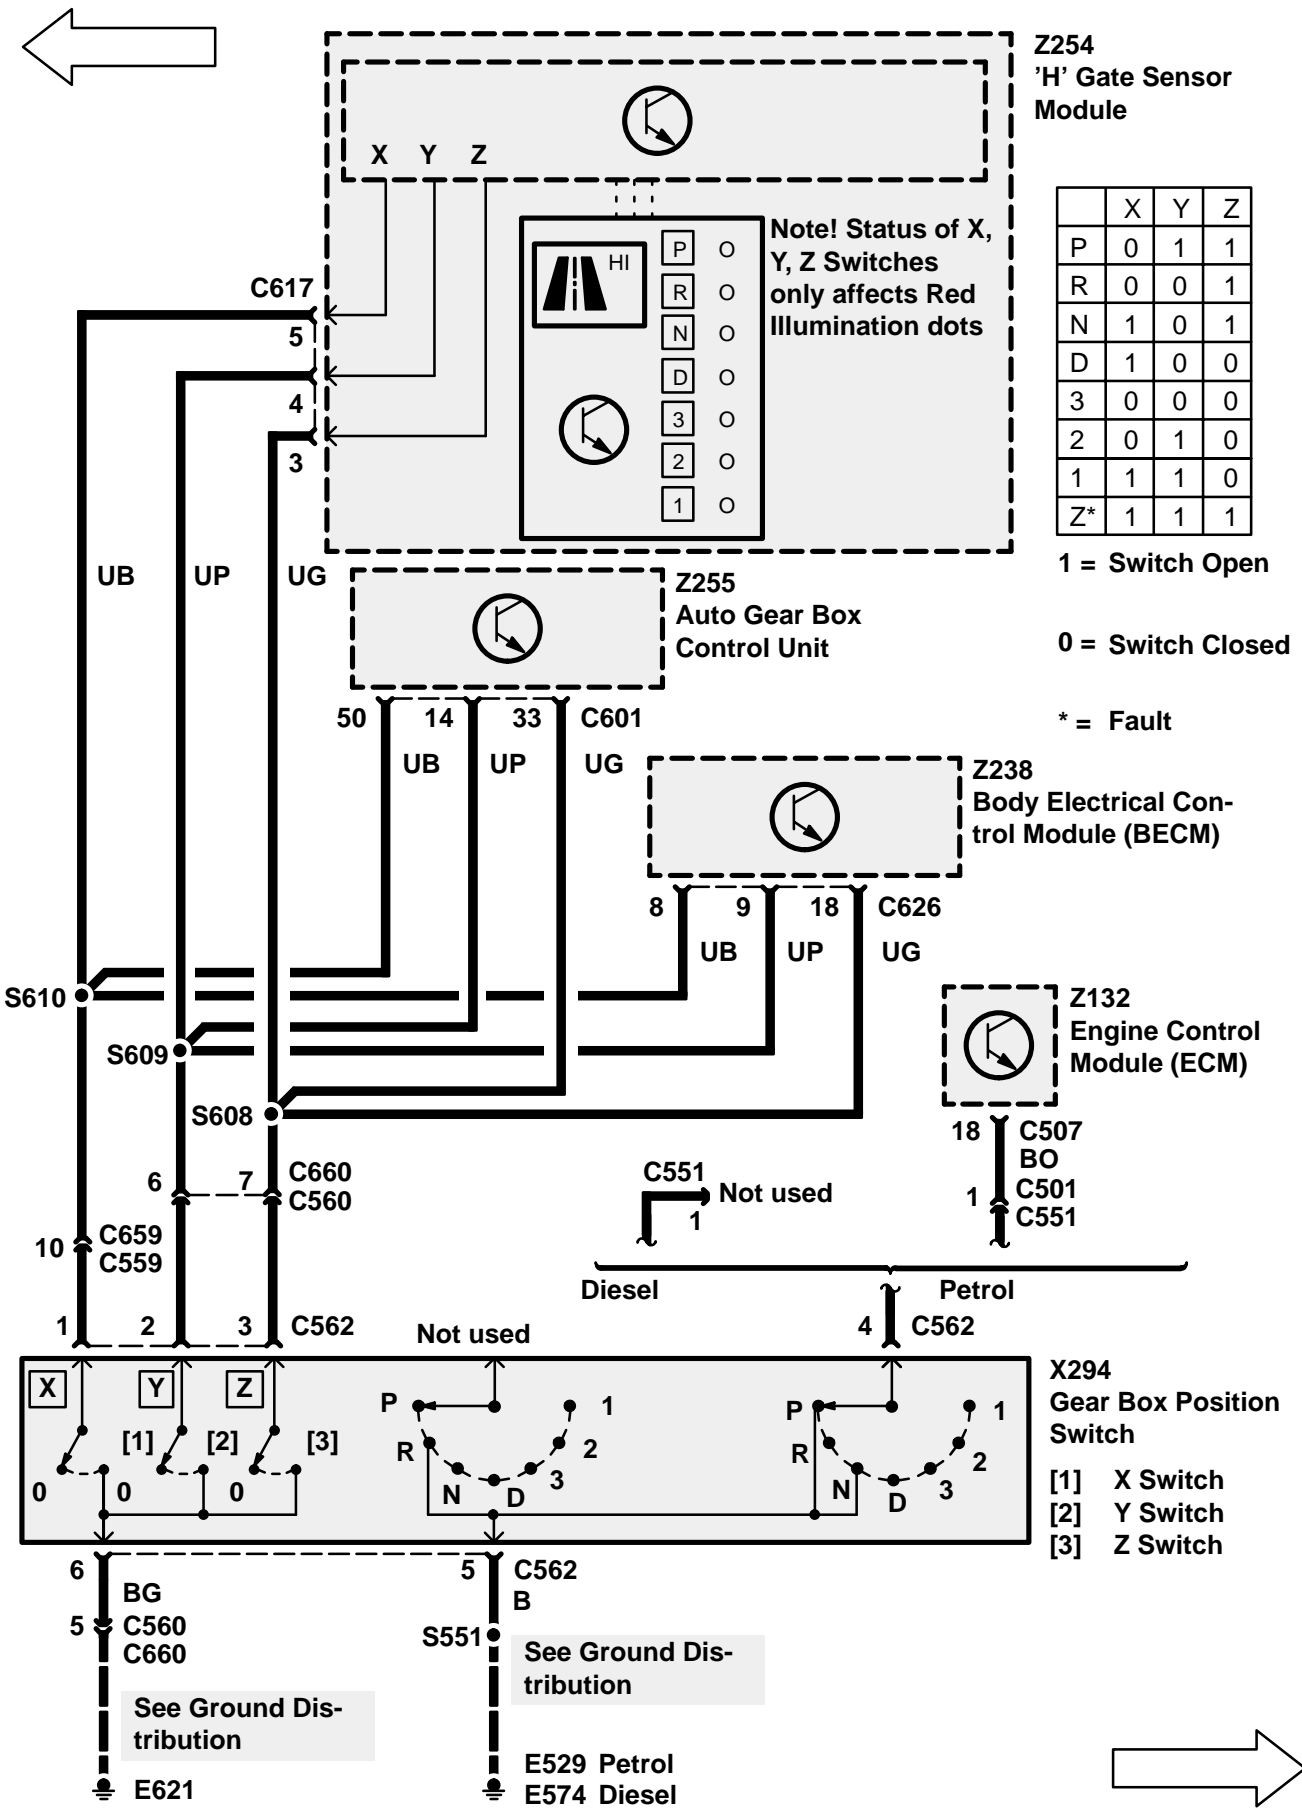 Z254
’H’ Gate Sensor
Module
X Y Z
Note! Status of X,
Y, Z Switches
only affects Red
Illumination dots
HI
P O
R O
N O
D O
3 O
2 O
1 O
X Y Z
P 0 1 1
R 0 0 1
N 1 0 1
D 1 0 0
3 0 0 0
2 0 1 0
1 1 1 0
Z* 1 1 1
1 = Switch Open
0 = Switch Closed
* = Fault
C617
5
4
3
UB UP UG
Z255
Auto Gear Box
Control Unit
50 14 33 C601
UB UP UG
Z238
Body Electrical Con-
trol Module (BECM)
8 9 18 C626
UB UP UG
S610
S609
S608
Z132
Engine Control
Module (ECM)
18 C507
BO
1 C501
C551
C551
1 Not used
6 7 C660
C560
10 C659
C559
Diesel Petrol
1 2 3 C562
Not used
4 C562
X Y Z
[1] [2] [3]
0 0 0
P R N D 3 2 1
P R N D 3 2 1
X294
Gear Box Position
Switch
[1] X Switch
[2] Y Switch
[3] Z Switch
6
BG
5 C560
C660
See Ground Dis-
tribution
E621
5 C562
B
S551
See Ground Dis-
tribution
E529 Petrol
E574 Diesel